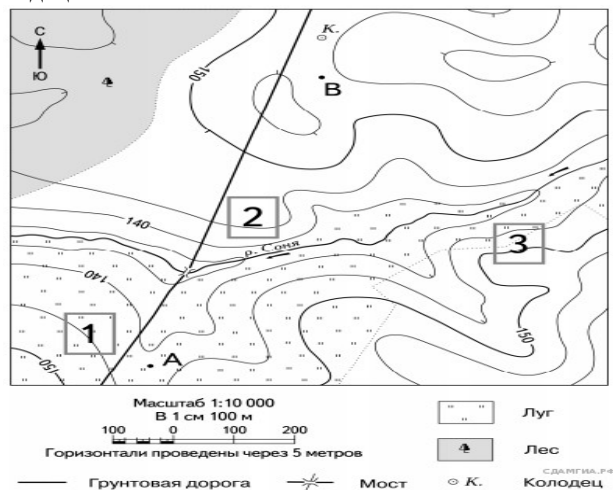 С
Ю
К.
150
В
2
140
р. Соня
3
140
1
150
А
150
Масштаб 1:10 000
В 1 см 100 м
100 0 100 200
Горизонтали проведены через 5 метров
Луг
Лес
СДАМГИА.РФ
Грунтовая дорога
Мост
К.
Колодец